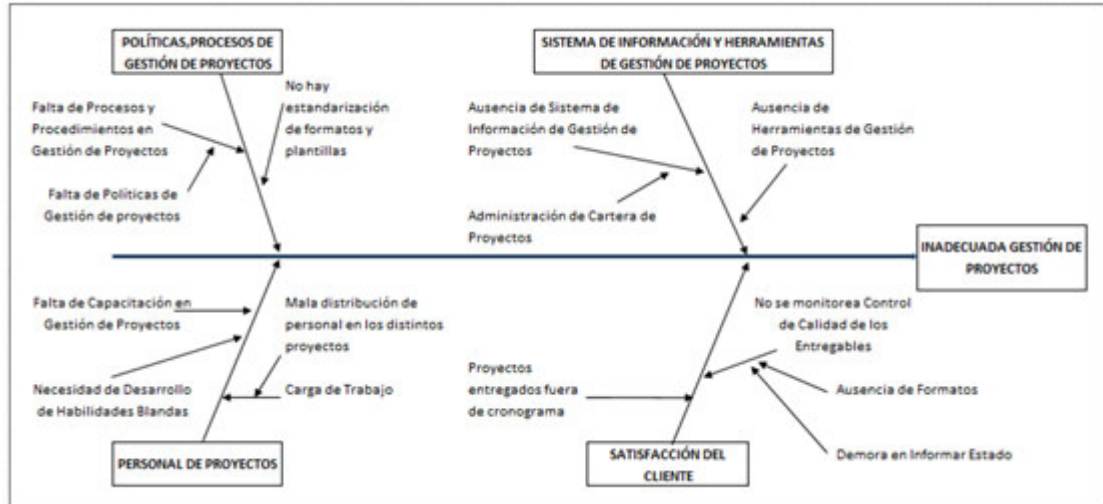 POLÍTICAS,PROCESOS DE
GESTIÓN DE PROYECTOS
SISTEMA DE INFORMACIÓN Y HERRAMIENTAS
DE GESTIÓN DE PROYECTOS
Falta de Procesos y
Procedimientos en
Gestión de Proyectos
No hay
estandarización
de formatos y
plantillas
Falta de Políticas de
Gestión de proyectos
Ausencia de Sistema de
Información de Gestión de
Proyectos
Ausencia de
Herramientas de Gestión
de Proyectos
Administración de Cartera de
Proyectos
INADECUADA GESTIÓN DE
PROYECTOS
Falta de Capacitación en
Gestión de Proyectos
Mala distribución de
personal en los distintos
proyectos
Necesidad de Desarrollo
de Habilidades Blandas
Carga de Trabajo
No se monitorea Control
de Calidad de los
Entregables
Proyectos
entregados fuera
de cronograma
Ausencia de Formatos
Demora en Informar Estado
PERSONAL DE PROYECTOS
SATISFACCIÓN DEL
CLIENTE